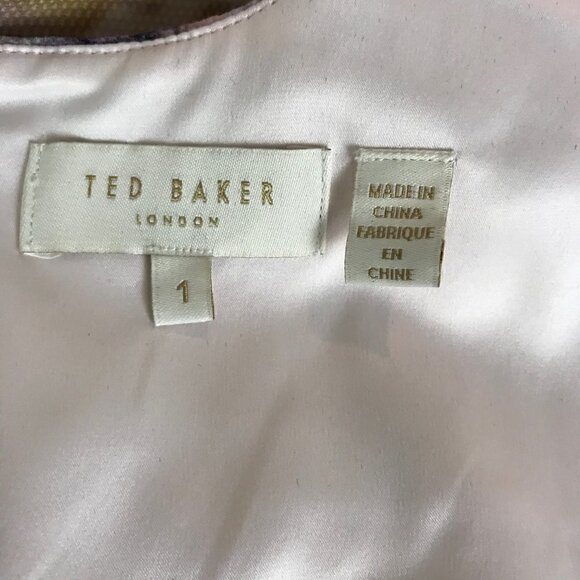 TED BAKER
LONDON
1
MADE IN
CHINA
FABRIQUE
EN
CHINE